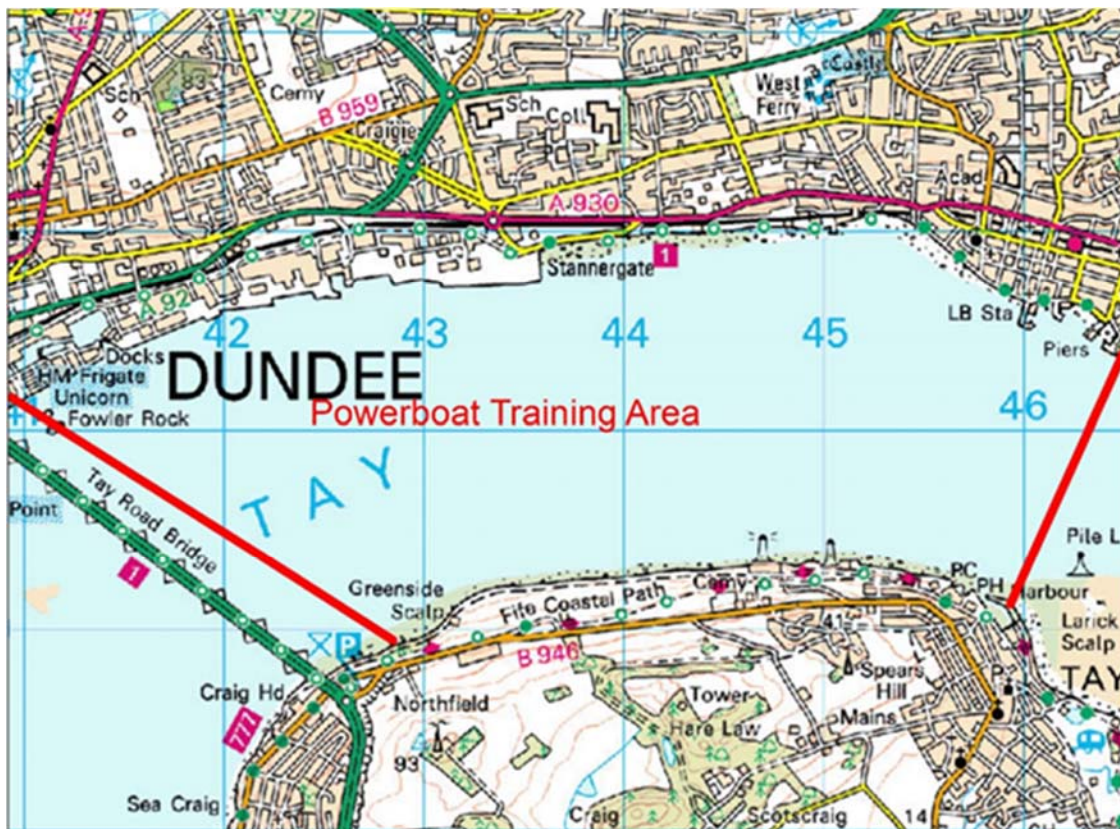 A 972
Sch
83
Cemy
B 959
Craigie
Sch
Coll
West
Ferry
Castle
Acad
A 930
Stannergate
1
A 92
LB Sta
Piers
42
43
44
45
46
41
Docks
HM Frigate
Unicorn
Fowler Rock
DUNDEE
Powerboat Training Area
TAY
Point
Tay Road Bridge
1
Greenside
Scalp
Fife Coastal Path
Cemy
PC
PH
Harbour
Pile L
Larick
Scalp
TAY
P
B 946
41
Spears
Hill
P
Craig Hd
777
Northfield
Tower
Hare Law
Mains
93
Sea Craig
Craig
Scotscraig
14